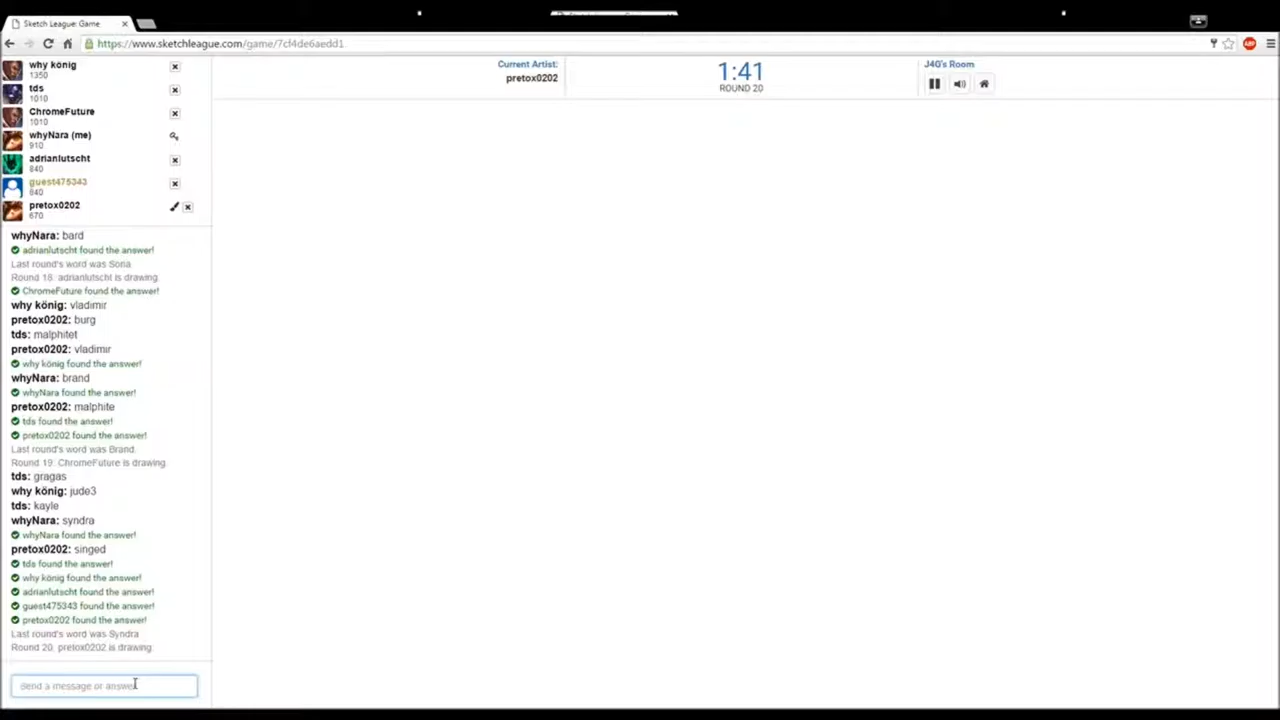 Sketch League: Game
https://www.sketchleague.com/game/7cf4de6aedd1
why könig
1350
tds
1010
ChromeFuture
1010
whyNara (me)
910
adrianlutscht
840
guest475343
840
pretox0202
670
Current Artist:
pretox0202
1:41
ROUND 20
J4G's Room
whyNara: bard
adrianlutscht found the answer!
Last round's word was Sona
Round 18. adrianlutscht is drawing
ChromeFuture found the answer!
why könig: vladimir
pretox0202: burg
tds: malphitet
pretox0202: vladimir
why könig found the answer!
whyNara: brand
whyNara found the answer!
pretox0202: malphite
tds found the answer!
pretox0202 found the answer!
Last round's word was Brand.
Round 19. ChromeFuture is drawing
tds: gragas
why könig: jude3
tds: kayle
whyNara: syndra
whyNara found the answer!
pretox0202: singed
tds found the answer!
why könig found the answer!
adrianlutscht found the answer!
guest475343 found the answer!
pretox0202 found the answer!
Last round's word was Syndra
Round 20. pretox0202 is drawing
Send a message or answer